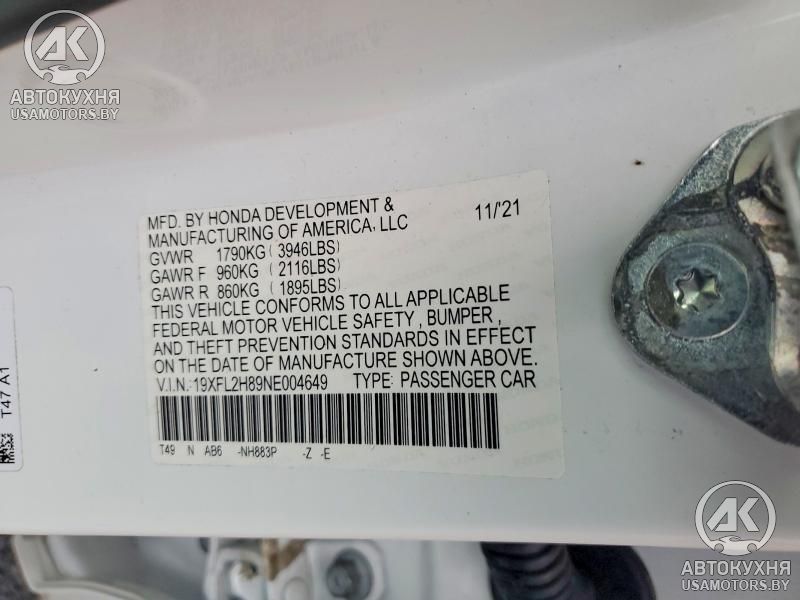 АК
АВТОКУХНЯ
USAMOTORS.BY
MFD. BY HONDA DEVELOPMENT & 11/'21
MANUFACTURING OF AMERICA, LLC
GVWR 1790KG (3946LBS)
GAWR F 960KG (2116LBS)
GAWR R 860KG (1895LBS)
THIS VEHICLE CONFORMS TO ALL APPLICABLE
FEDERAL MOTOR VEHICLE SAFETY , BUMPER ,
AND THEFT PREVENTION STANDARDS IN EFFECT
ON THE DATE OF MANUFACTURE SHOWN ABOVE.
V.I.N.:19XFL2H89NE004649 TYPE: PASSENGER CAR
T49 N AB6 -NH883P -Z -E
T47 A1
АК
АВТОКУХНЯ
USAMOTORS.BY